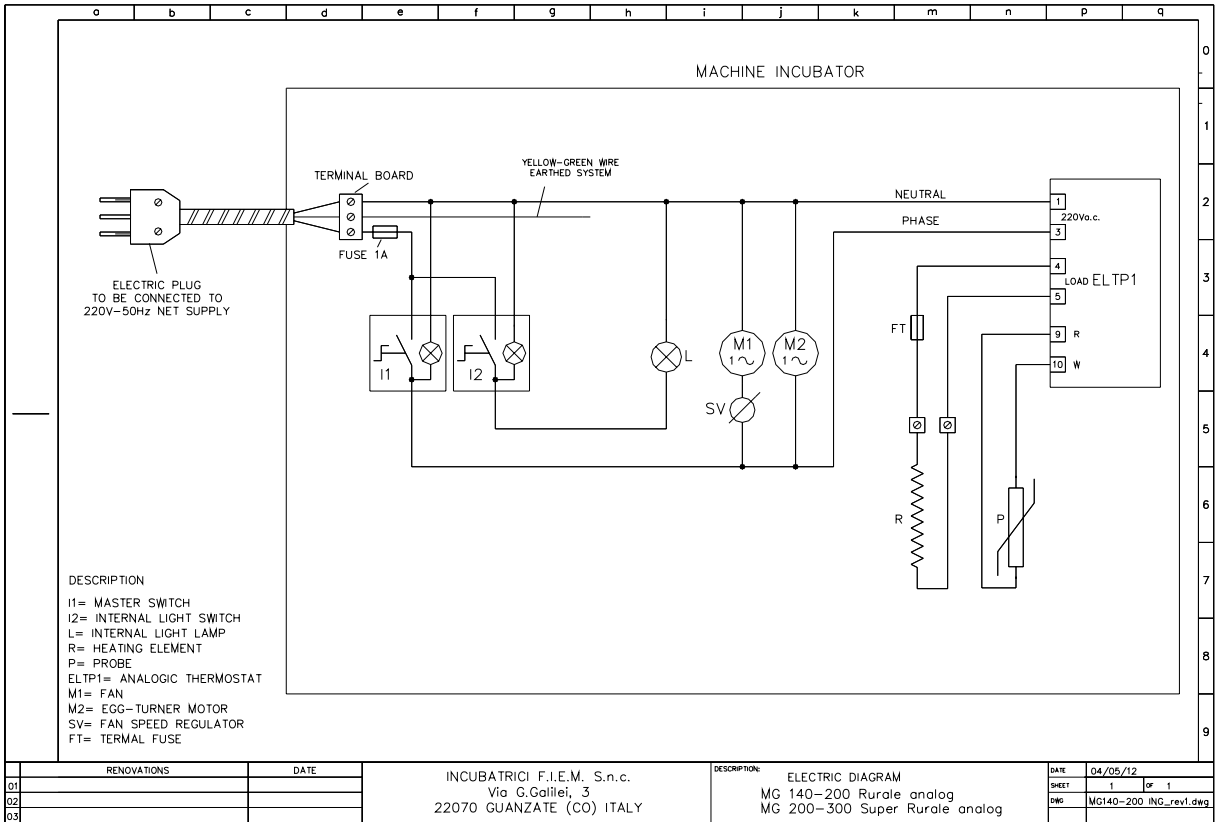 a b c d e f g h i j k m n p q
0
1
2
3
4
5
6
7
8
9
MACHINE INCUBATOR
TERMINAL BOARD
YELLOW-GREEN WIRE
EARTHED SYSTEM
NEUTRAL
PHASE
FUSE 1A
ELECTRIC PLUG
TO BE CONNECTED TO
220V-50Hz NET SUPPLY
1
220Va.c.
3
4
LOAD ELTP1
5
9 R
10 W
I1
I2
L
M1
1∿
M2
1∿
SV
FT
R
P
DESCRIPTION
I1= MASTER SWITCH
I2= INTERNAL LIGHT SWITCH
L= INTERNAL LIGHT LAMP
R= HEATING ELEMENT
P= PROBE
ELTP1= ANALOGIC THERMOSTAT
M1= FAN
M2= EGG-TURNER MOTOR
SV= FAN SPEED REGULATOR
FT= TERMAL FUSE
RENOVATIONS DATE
01
02
03
INCUBATRICI F.I.E.M. S.n.c.
Via G.Galilei, 3
22070 GUANZATE (CO) ITALY
DESCRIPTION:
ELECTRIC DIAGRAM
MG 140-200 Rurale analog
MG 200-300 Super Rurale analog
DATE 04/05/12
SHEET 1 OF 1
DWG MG140-200 ING_rev1.dwg